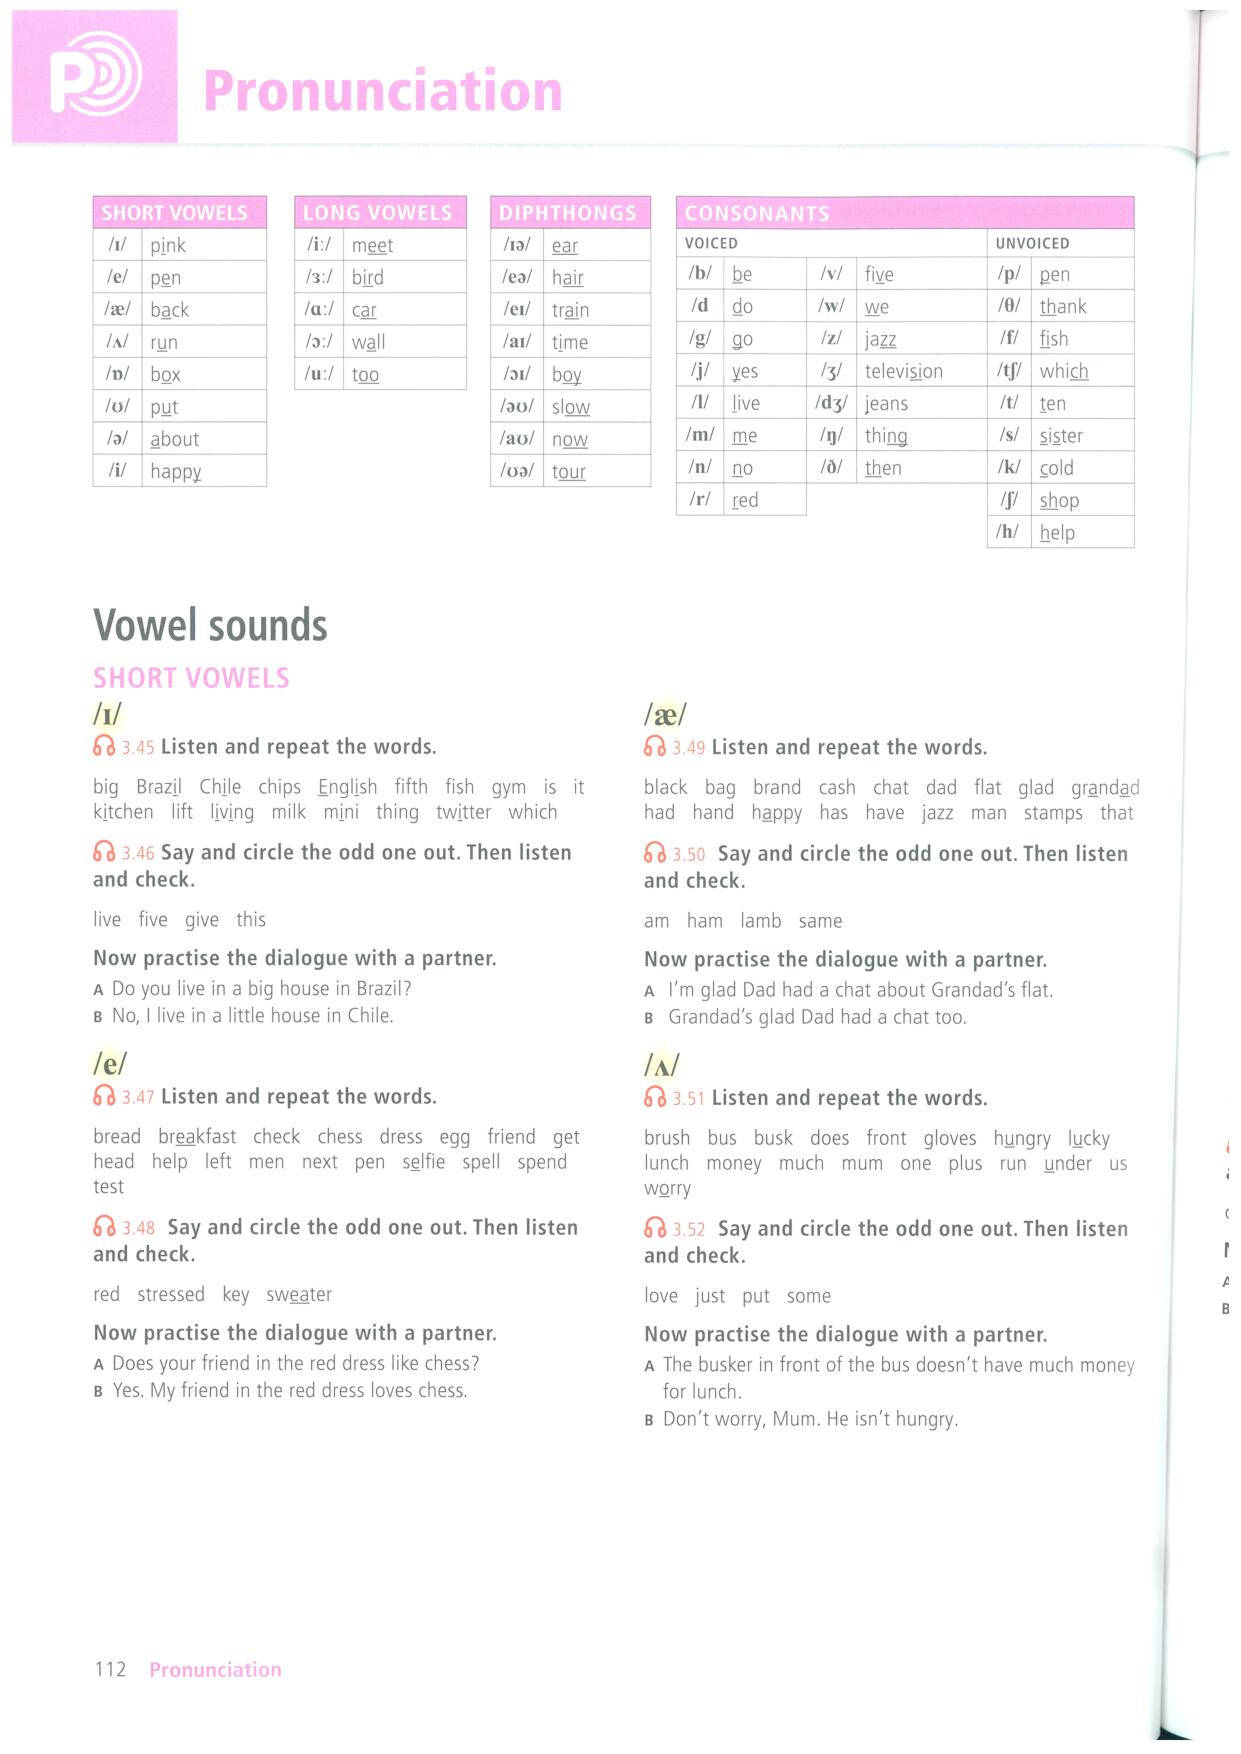 P
Pronunciation
SHORT VOWELS
/ɪ/ pink
/e/ pen
/æ/ back
/ʌ/ run
/ɒ/ box
/ʊ/ put
/ə/ about
/i/ happy
LONG VOWELS
/iː/ meet
/ɜː/ bird
/ɑː/ car
/ɔː/ wall
/uː/ too
DIPHTHONGS
/ɪə/ ear
/eə/ hair
/eɪ/ train
/aɪ/ time
/ɔɪ/ boy
/əʊ/ slow
/aʊ/ now
/ʊə/ tour
CONSONANTS
VOICED UNVOICED
/b/ be /v/ five /p/ pen
/d do /w/ we /θ/ thank
/g/ go /z/ jazz /f/ fish
/j/ yes /ʒ/ television /tʃ/ which
/l/ live /dʒ/ jeans /t/ ten
/m/ me /ŋ/ thing /s/ sister
/n/ no /ð/ then /k/ cold
/r/ red /ʃ/ shop
/h/ help
Vowel sounds
SHORT VOWELS
/ɪ/
3.45 Listen and repeat the words.
big Brazil Chile chips English fifth fish gym is it
kitchen lift living milk mini thing twitter which
3.46 Say and circle the odd one out. Then listen
and check.
live five give this
Now practise the dialogue with a partner.
A Do you live in a big house in Brazil?
B No, I live in a little house in Chile.
/e/
3.47 Listen and repeat the words.
bread breakfast check chess dress egg friend get
head help left men next pen selfie spell spend
test
3.48 Say and circle the odd one out. Then listen
and check.
red stressed key sweater
Now practise the dialogue with a partner.
A Does your friend in the red dress like chess?
B Yes. My friend in the red dress loves chess.
/æ/
3.49 Listen and repeat the words.
black bag brand cash chat dad flat glad grandad
had hand happy has have jazz man stamps that
3.50 Say and circle the odd one out. Then listen
and check.
am ham lamb same
Now practise the dialogue with a partner.
A I'm glad Dad had a chat about Grandad's flat.
B Grandad's glad Dad had a chat too.
/ʌ/
3.51 Listen and repeat the words.
brush bus busk does front gloves hungry lucky
lunch money much mum one plus run under us
worry
3.52 Say and circle the odd one out. Then listen
and check.
love just put some
Now practise the dialogue with a partner.
A The busker in front of the bus doesn't have much money
for lunch.
B Don't worry, Mum. He isn't hungry.
112 Pronunciation